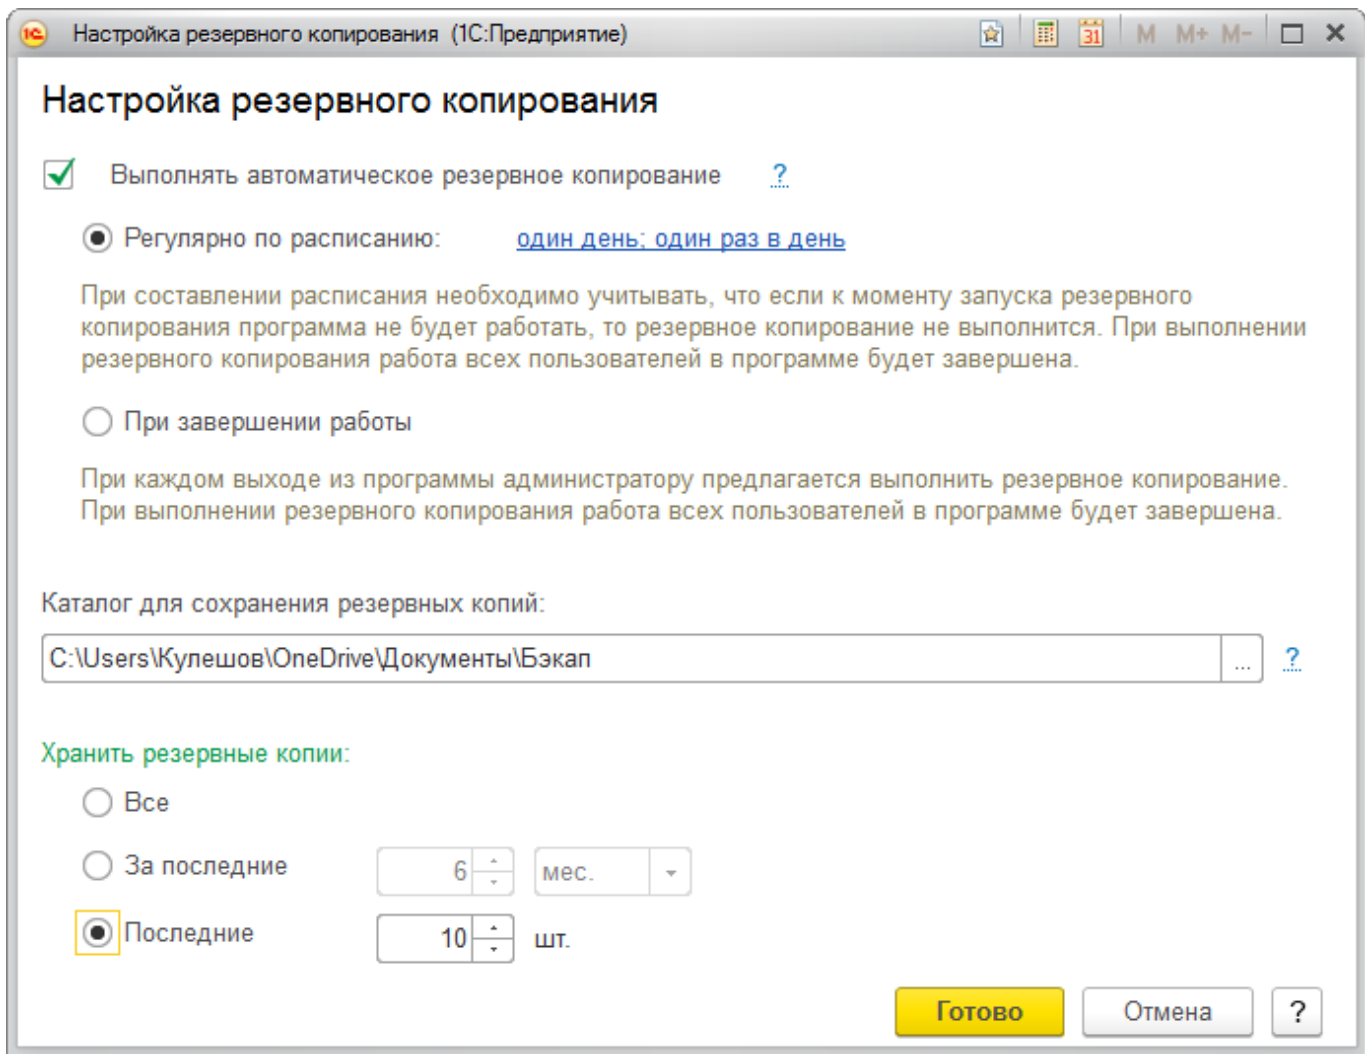 1С Настройка резервного копирования (1С:Предприятие) 31 M M+ M-
Настройка резервного копирования
Выполнять автоматическое резервное копирование ?
Регулярно по расписанию: один день; один раз в день
При составлении расписания необходимо учитывать, что если к моменту запуска резервного
копирования программа не будет работать, то резервное копирование не выполнится. При выполнении
резервного копирования работа всех пользователей в программе будет завершена.
При завершении работы
При каждом выходе из программы администратору предлагается выполнить резервное копирование.
При выполнении резервного копирования работа всех пользователей в программе будет завершена.
Каталог для сохранения резервных копий:
C:\Users\Кулешов\OneDrive\Документы\Бэкап ... ?
Хранить резервные копии:
Все
За последние 6 мес.
Последние 10 шт.
Готово Отмена ?